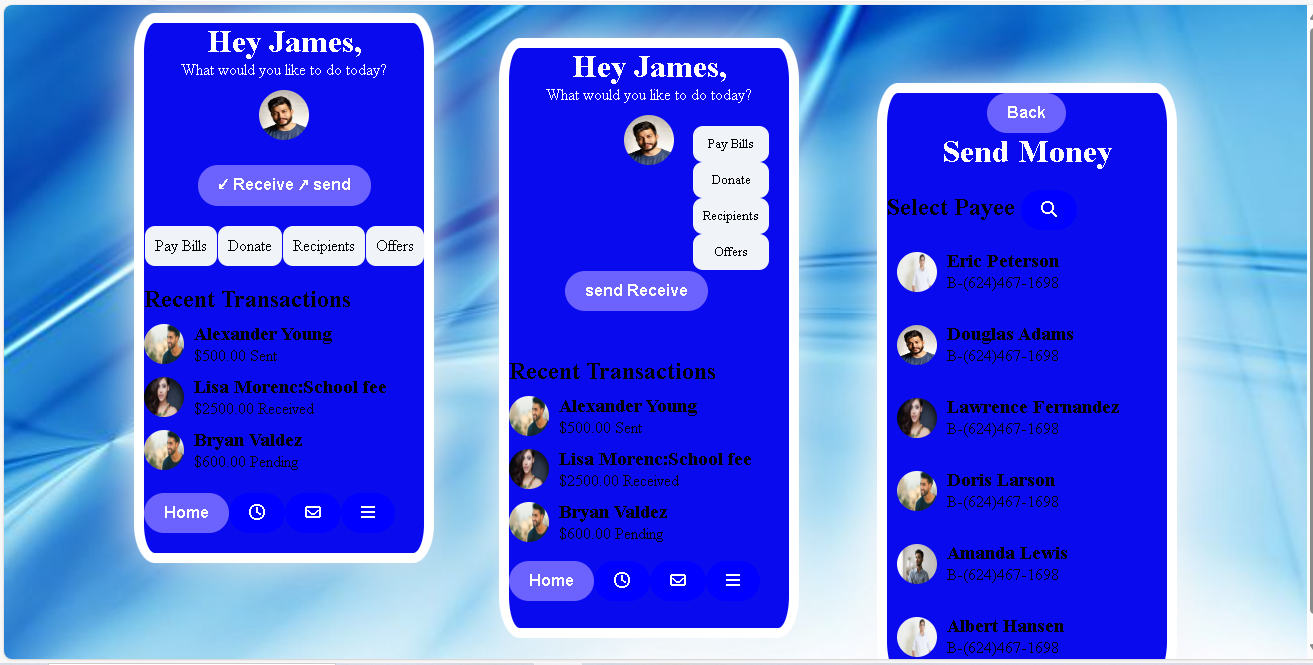 Hey James,
What would you like to do today?
↙ Receive ↗ send
Pay Bills
Donate
Recipients
Offers
Recent Transactions
Alexander Young
$500.00 Sent
Lisa Morenc:School fee
$2500.00 Received
Bryan Valdez
$600.00 Pending
Home
Hey James,
What would you like to do today?
Pay Bills
Donate
Recipients
Offers
send Receive
Recent Transactions
Alexander Young
$500.00 Sent
Lisa Morenc:School fee
$2500.00 Received
Bryan Valdez
$600.00 Pending
Home
Back
Send Money
Select Payee
Eric Peterson
B-(624)467-1698
Douglas Adams
B-(624)467-1698
Lawrence Fernandez
B-(624)467-1698
Doris Larson
B-(624)467-1698
Amanda Lewis
B-(624)467-1698
Albert Hansen
B-(624)467-1698